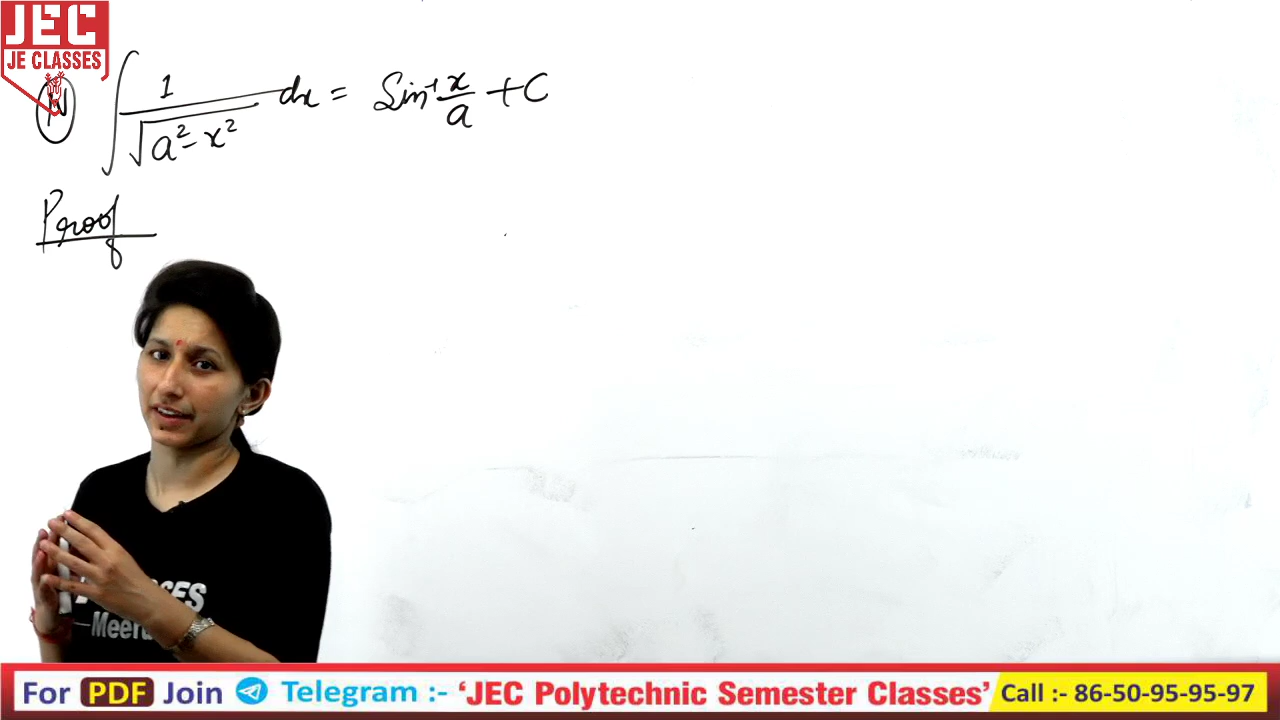 JEC
JE CLASSES
∫ 1/√(a²-x²) dx = Sin⁻¹ x/a + C
Proof
Meeru
For PDF Join Telegram :- ‘JEC Polytechnic Semester Classes’ Call :- 86-50-95-95-97